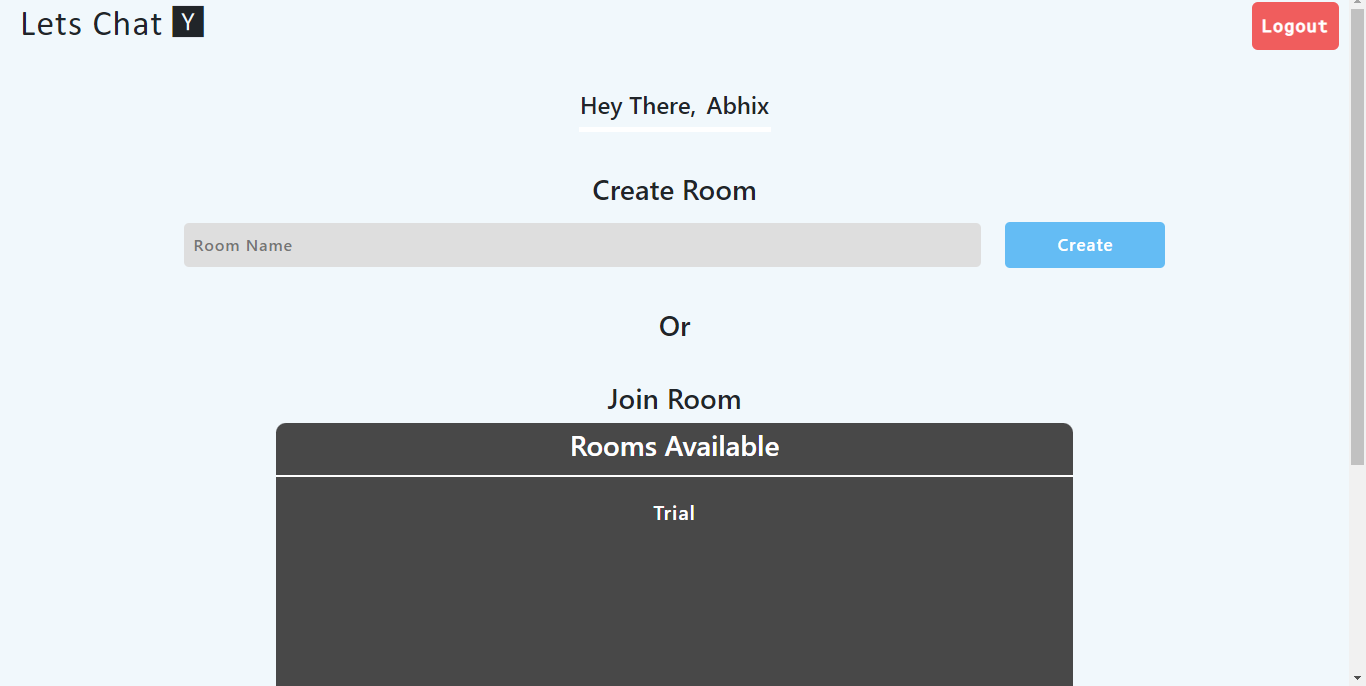 Lets Chat Y
Logout
Hey There, Abhix
Create Room
Room Name
Create
Or
Join Room
Rooms Available
Trial